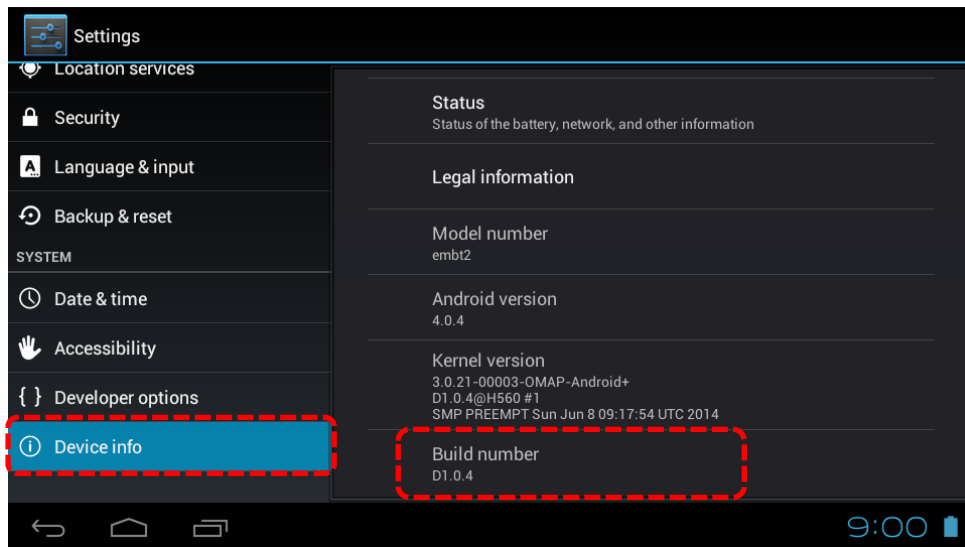 Settings
Location services
Security
Language & input
Backup & reset
SYSTEM
Date & time
Accessibility
{ } Developer options
Device info
Status
Status of the battery, network, and other information
Legal information
Model number
embt2
Android version
4.0.4
Kernel version
3.0.21-00003-OMAP-Android+
D1.0.4@H560 #1
SMP PREEMPT Sun Jun 8 09:17:54 UTC 2014
Build number
D1.0.4
9:00